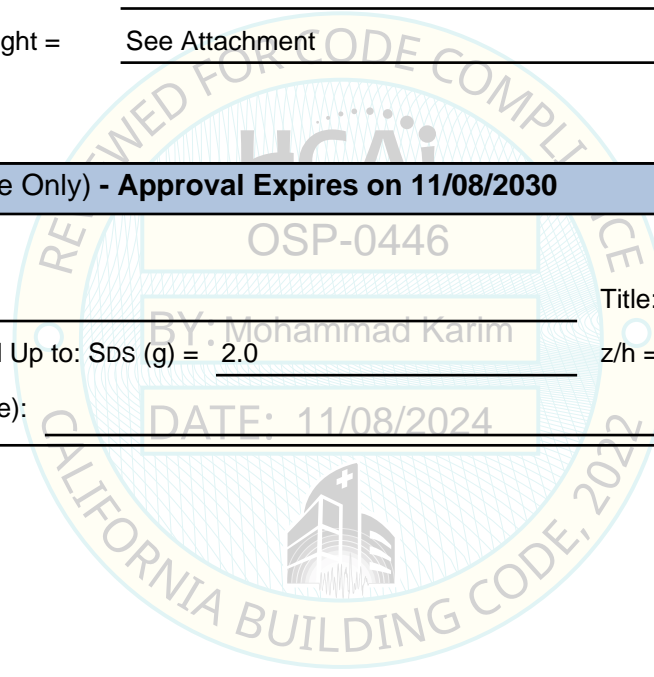 ght = See Attachment
REVIEWED FOR CODE COMPLIANCE
HCAi
e Only) - Approval Expires on 11/08/2030
OSP-0446
Title:
BY: Mohammad Karim
l Up to: SDS (g) = 2.0 z/h =
e):
DATE: 11/08/2024
CALIFORNIA BUILDING CODE, 2022